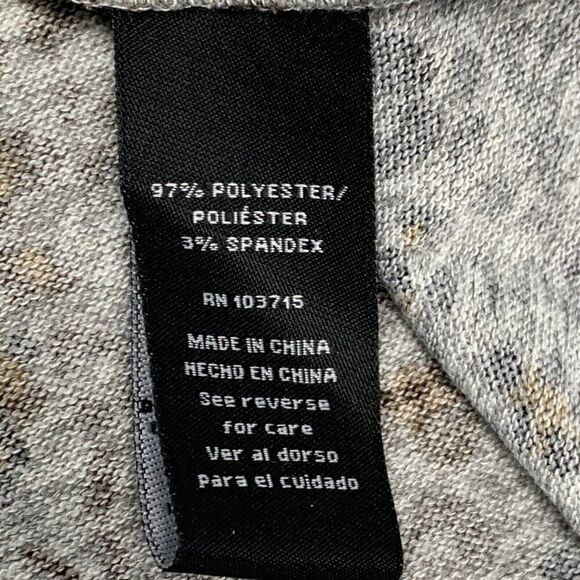 97% POLYESTER/
POLIÉSTER
3% SPANDEX
RN 103715
MADE IN CHINA
HECHO EN CHINA
See reverse
for care
Ver al dorso
para el cuidado